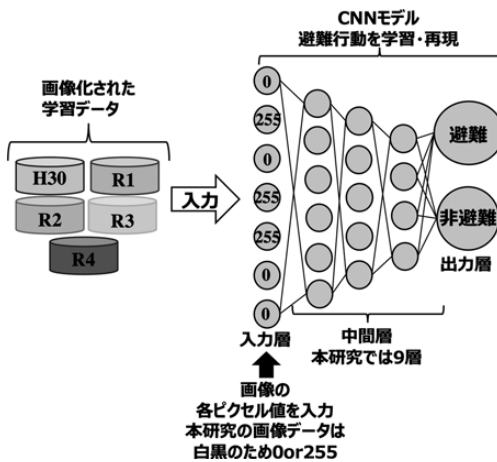 CNNモデル
避難行動を学習・再現
画像化された
学習データ
H30
R1
R2
R3
R4
入力
0
255
0
255
255
0
0
避難
非避難
出力層
入力層
中間層
本研究では9層
画像の
各ピクセル値を入力
本研究の画像データは
白黒のため0or255